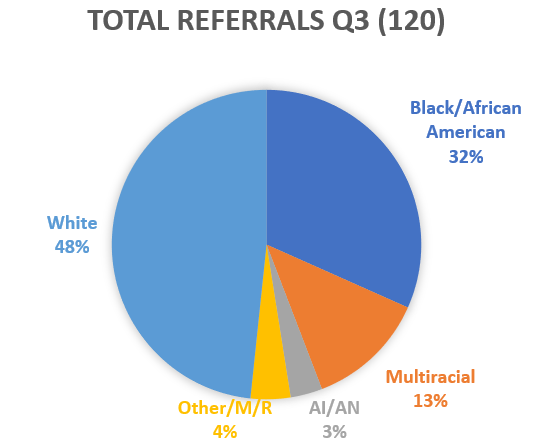 TOTAL REFERRALS Q3 (120)
Black/African
American
32%
White
48%
Multiracial
13%
Other/M/R
4%
AI/AN
3%